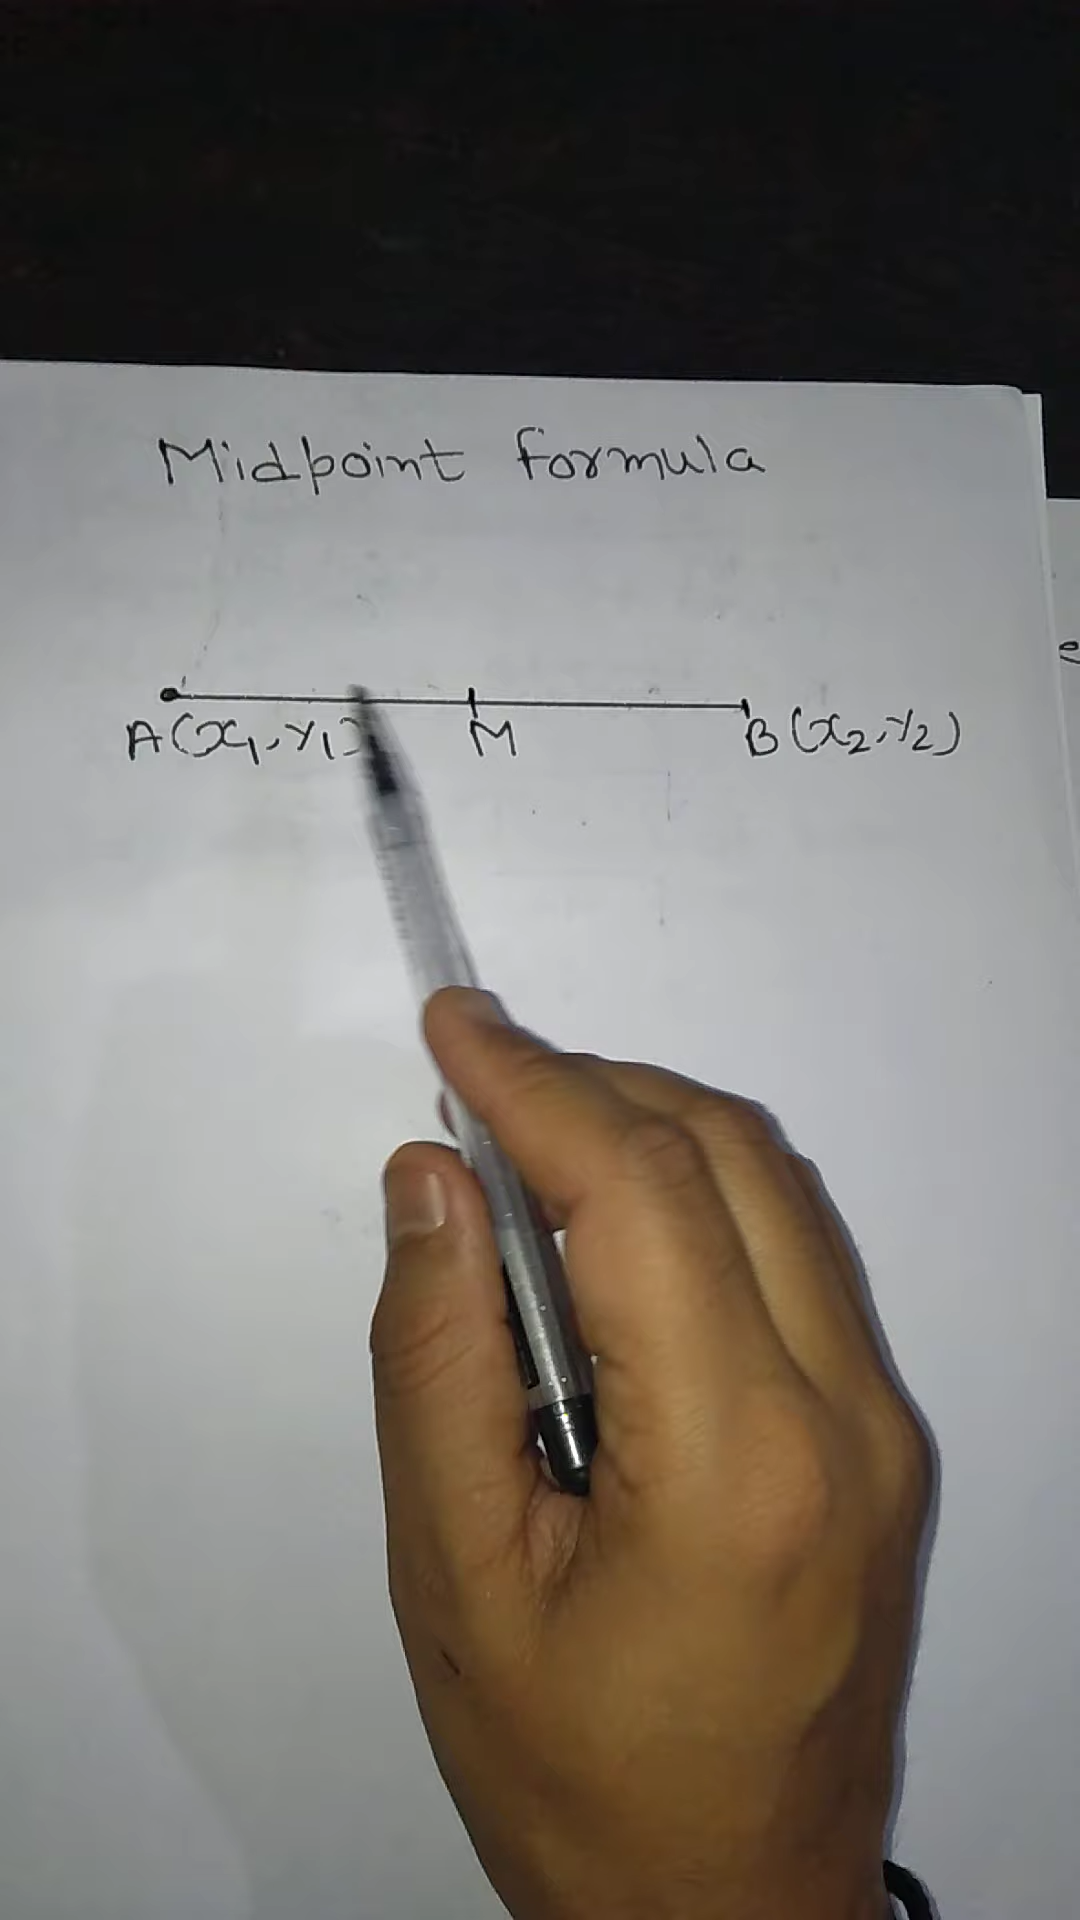 Midpoint formula
A(x₁,y₁) M B(x₂,y₂)